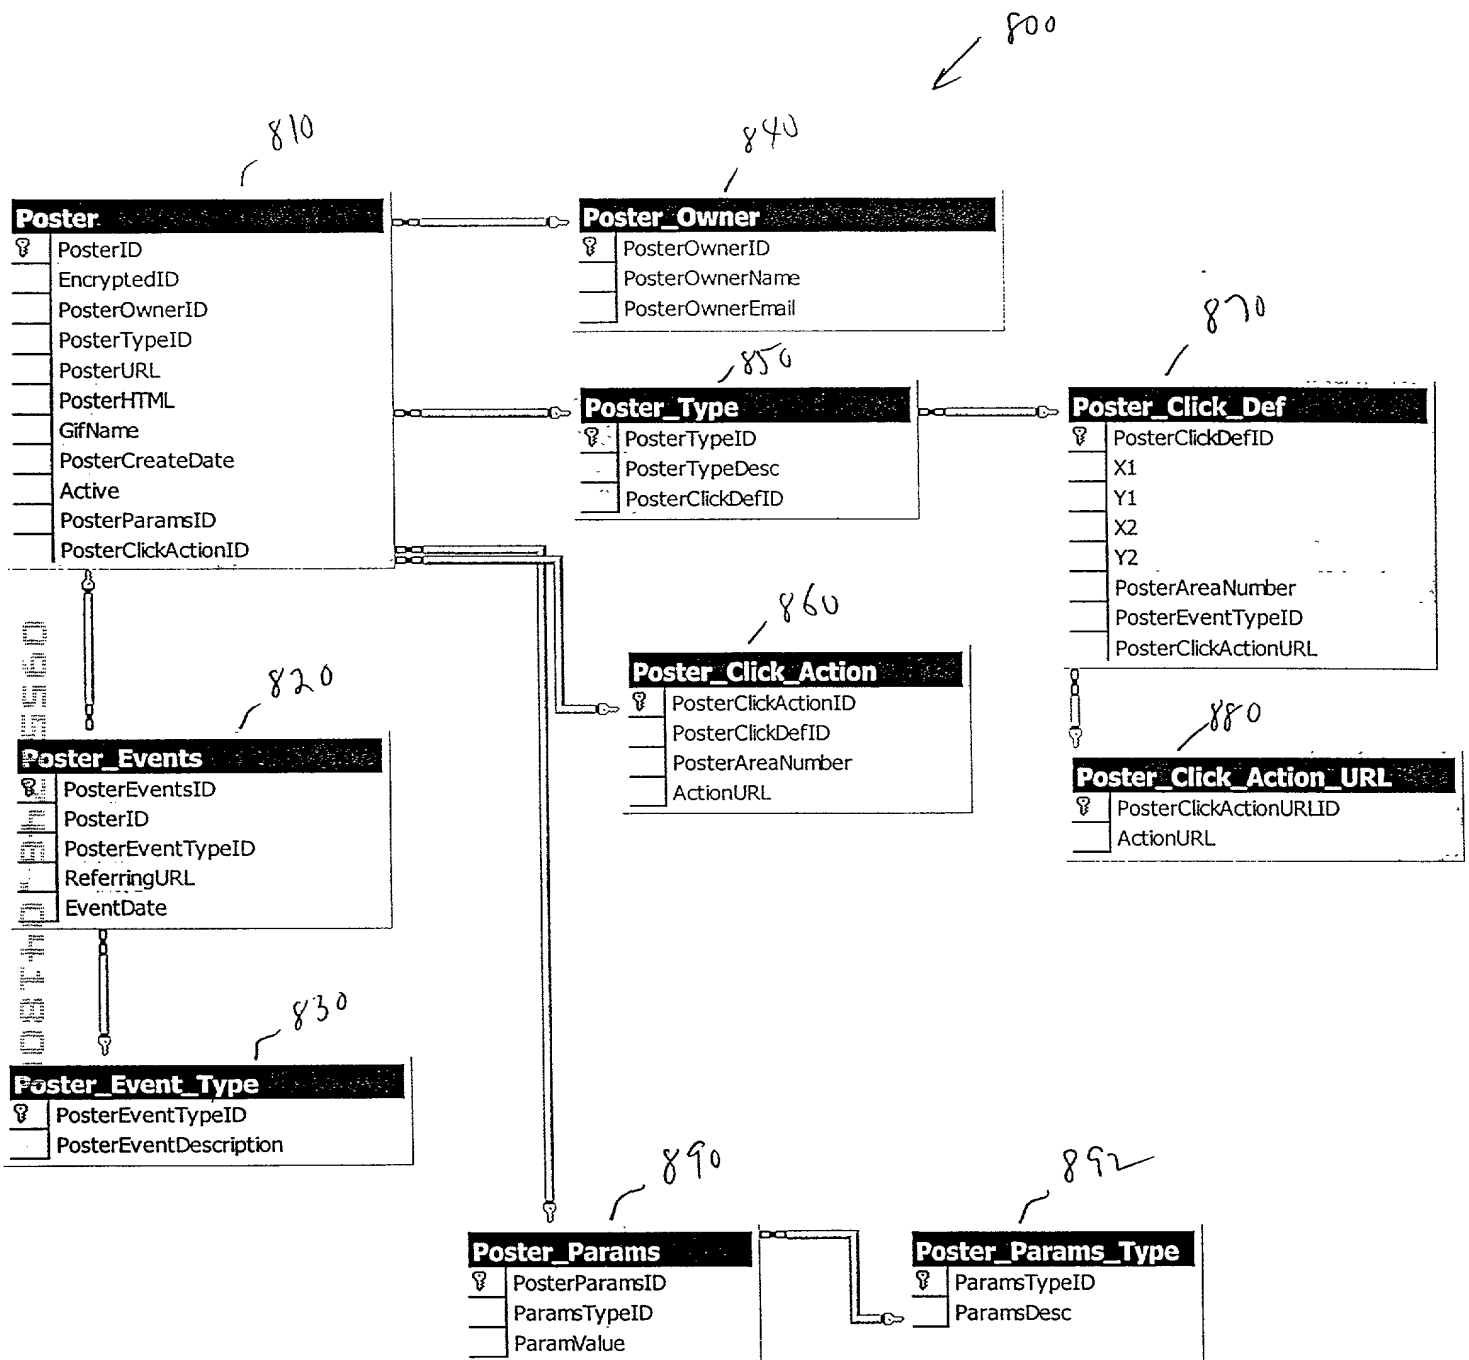 800
810
Poster
PosterID
EncryptedID
PosterOwnerID
PosterTypeID
PosterURL
PosterHTML
GifName
PosterCreateDate
Active
PosterParamsID
PosterClickActionID
840
Poster_Owner
PosterOwnerID
PosterOwnerName
PosterOwnerEmail
850
Poster_Type
PosterTypeID
PosterTypeDesc
PosterClickDefID
870
Poster_Click_Def
PosterClickDefID
X1
Y1
X2
Y2
PosterAreaNumber
PosterEventTypeID
PosterClickActionURL
860
Poster_Click_Action
PosterClickActionID
PosterClickDefID
PosterAreaNumber
ActionURL
880
Poster_Click_Action_URL
PosterClickActionURLID
ActionURL
820
Poster_Events
PosterEventsID
PosterID
PosterEventTypeID
ReferringURL
EventDate
830
Poster_Event_Type
PosterEventTypeID
PosterEventDescription
890
Poster_Params
PosterParamsID
ParamsTypeID
ParamValue
892
Poster_Params_Type
ParamsTypeID
ParamsDesc